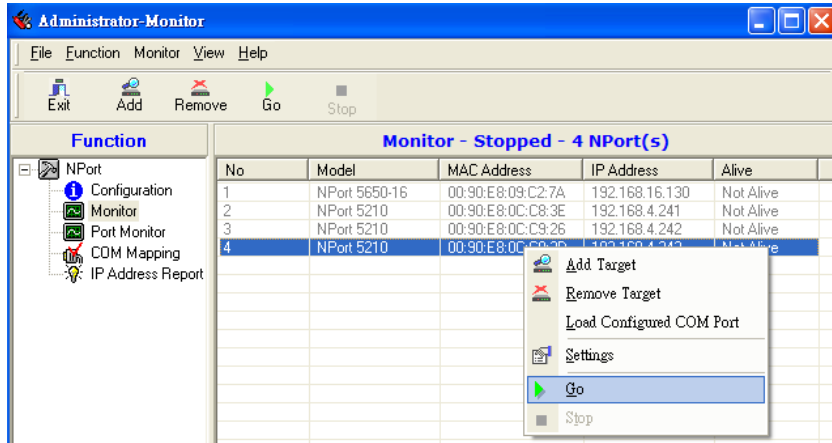 Administrator-Monitor
File Function Monitor View Help
Exit Add Remove Go Stop
Function
Monitor - Stopped - 4 NPort(s)
NPort
Configuration
Monitor
Port Monitor
COM Mapping
IP Address Report
No Model MAC Address IP Address Alive
1 NPort 5650-16 00:90:E8:09:C2:7A 192.168.16.130 Not Alive
2 NPort 5210 00:90:E8:0C:C8:3E 192.168.4.241 Not Alive
3 NPort 5210 00:90:E8:0C:C9:26 192.168.4.242 Not Alive
4 NPort 5210 Not Alive
Add Target
Remove Target
Load Configured COM Port
Settings
Go
Stop